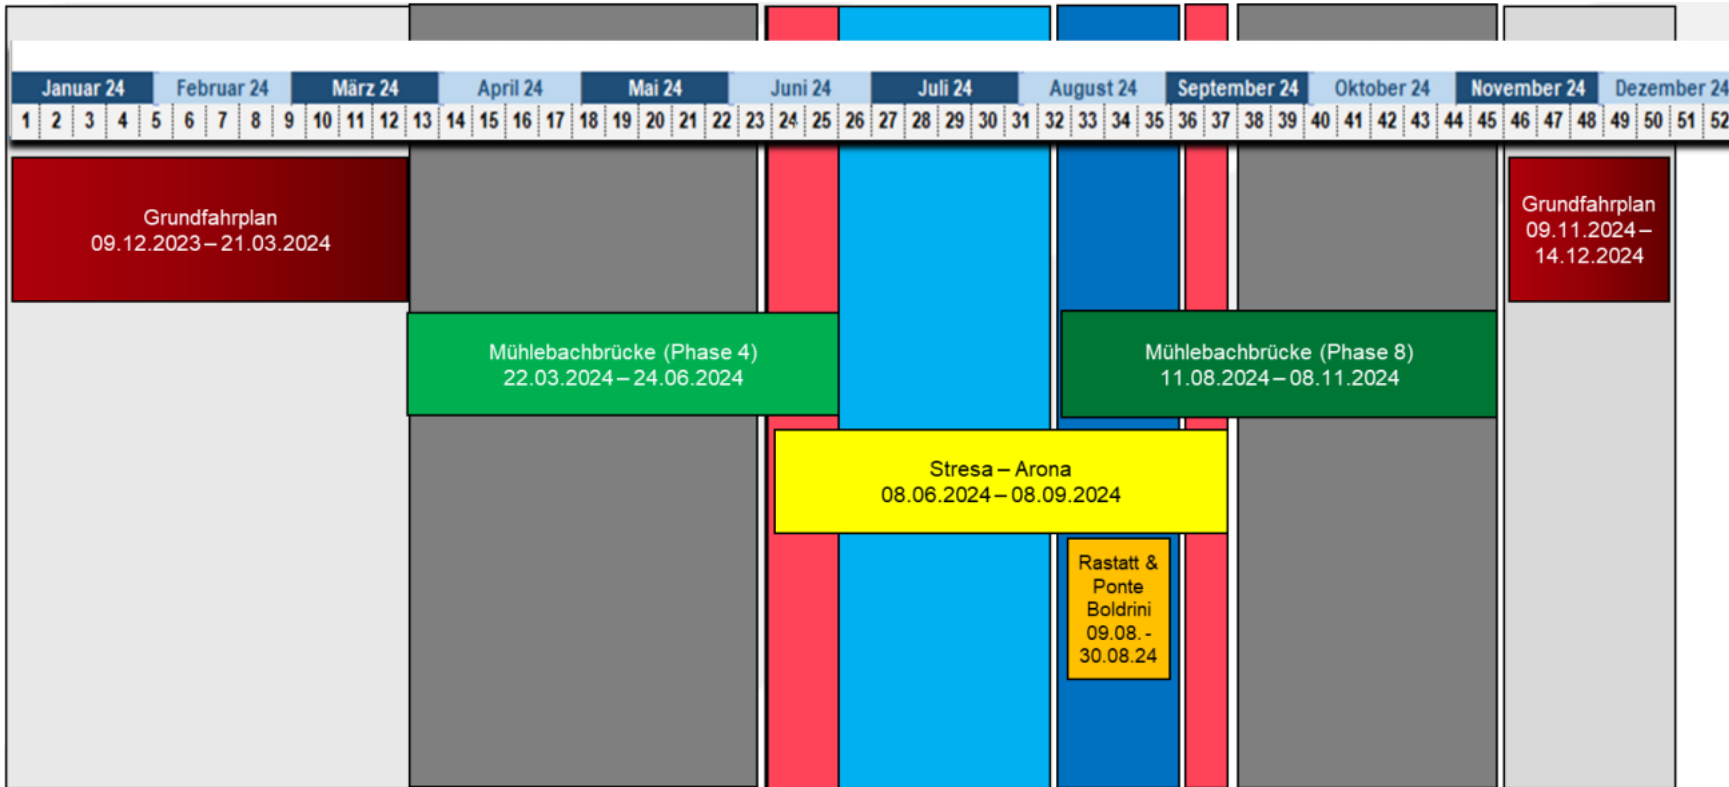 Januar 24 Februar 24 März 24 April 24 Mai 24 Juni 24 Juli 24 August 24 September 24 Oktober 24 November 24 Dezember 24
1 2 3 4 5 6 7 8 9 10 11 12 13 14 15 16 17 18 19 20 21 22 23 24 25 26 27 28 29 30 31 32 33 34 35 36 37 38 39 40 41 42 43 44 45 46 47 48 49 50 51 52
Grundfahrplan
09.12.2023 – 21.03.2024
Grundfahrplan
09.11.2024 –
14.12.2024
Mühlebachbrücke (Phase 4)
22.03.2024 – 24.06.2024
Mühlebachbrücke (Phase 8)
11.08.2024 – 08.11.2024
Stresa – Arona
08.06.2024 – 08.09.2024
Rastatt &
Ponte
Boldrini
09.08. -
30.08.24